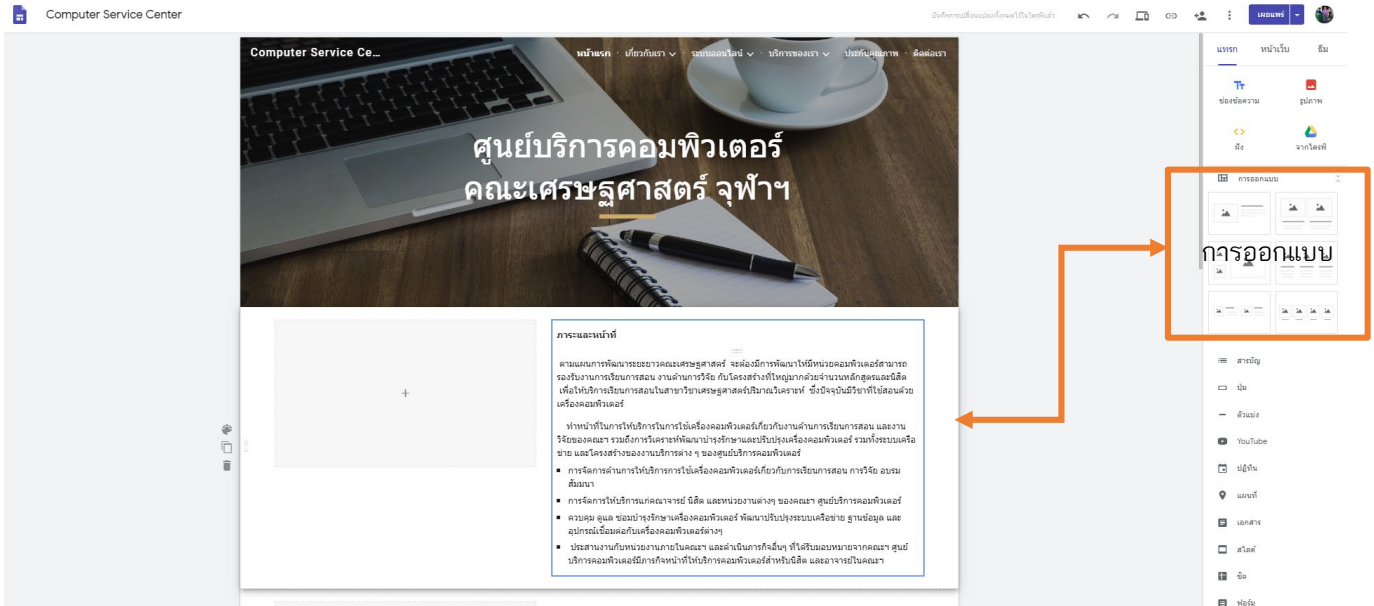 Computer Service Center
บันทึกการเปลี่ยนแปลงทั้งหมดไว้ในไดรฟ์แล้ว
เผยแพร่
Computer Service Ce...
หน้าแรก
เกี่ยวกับเรา
ระบบออนไลน์
บริการของเรา
ประกันคุณภาพ
ติดต่อเรา
ศูนย์บริการคอมพิวเตอร์
คณะเศรษฐศาสตร์ จุฬาฯ
ภาระและหน้าที่
ตามแผนการพัฒนาระยะยาวคณะเศรษฐศาสตร์ จะต้องมีการพัฒนาให้มีหน่วยคอมพิวเตอร์สามารถ
รองรับงานการเรียนการสอน งานด้านการวิจัย กับโครงสร้างที่ใหญ่มากด้วยจำนวนหลักสูตรและนิสิต
เพื่อให้บริการเรียนการสอนในสาขาวิชาเศรษฐศาสตร์ปริมาณวิเคราะห์ ซึ่งปัจจุบันมีวิชาที่ใช้สอนด้วย
เครื่องคอมพิวเตอร์
ทำหน้าที่ในการให้บริการในการใช้เครื่องคอมพิวเตอร์เกี่ยวกับงานด้านการเรียนการสอน และงาน
วิจัยของคณะฯ รวมถึงการวิเคราะห์พัฒนาบำรุงรักษาและปรับปรุงเครื่องคอมพิวเตอร์ รวมทั้งระบบเครือ
ข่าย และโครงสร้างของงานบริการต่าง ๆ ของศูนย์บริการคอมพิวเตอร์
▪ การจัดการด้านการให้บริการการใช้เครื่องคอมพิวเตอร์เกี่ยวกับการเรียนการสอน การวิจัย อบรม
สัมมนา
▪ การจัดการให้บริการแก่คณาจารย์ นิสิต และหน่วยงานต่างๆ ของคณะฯ ศูนย์บริการคอมพิวเตอร์
▪ ควบคุม ดูแล ซ่อมบำรุงรักษาเครื่องคอมพิวเตอร์ พัฒนาปรับปรุงระบบเครือข่าย ฐานข้อมูล และ
อุปกรณ์เชื่อมต่อกับเครื่องคอมพิวเตอร์ต่างๆ
▪ ประสานงานกับหน่วยงานภายในคณะฯ และดำเนินภารกิจอื่นๆ ที่ได้รับมอบหมายจากคณะฯ ศูนย์
บริการคอมพิวเตอร์มีภารกิจหน้าที่ให้บริการคอมพิวเตอร์สำหรับนิสิต และอาจารย์ในคณะฯ
แทรก
หน้าเว็บ
ธีม
ช่องข้อความ
รูปภาพ
ฝัง
จากไดรฟ์
การออกแบบ
การออกแบบ
สารบัญ
ปุ่ม
ตัวแบ่ง
YouTube
ปฏิทิน
แผนที่
เอกสาร
สไลด์
ชีต
ฟอร์ม